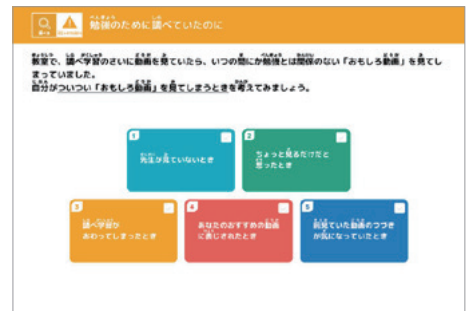 勉強のために調べていたのに
教室で、調べ学習のさいに動画を見ていたら、いつの間にか勉強とは関係のない「おもしろ動画」を見てし
まっていました。
自分がついつい「おもしろ動画」を見てしまうときを考えてみましょう。
1
先生が見ていないとき
2
ちょっと見るだけだと
思ったとき
3
調べ学習が
おわってしまったとき
4
あなたのおすすめの動画
に表示されたとき
5
前見ていた動画のつづき
が気になっていたとき